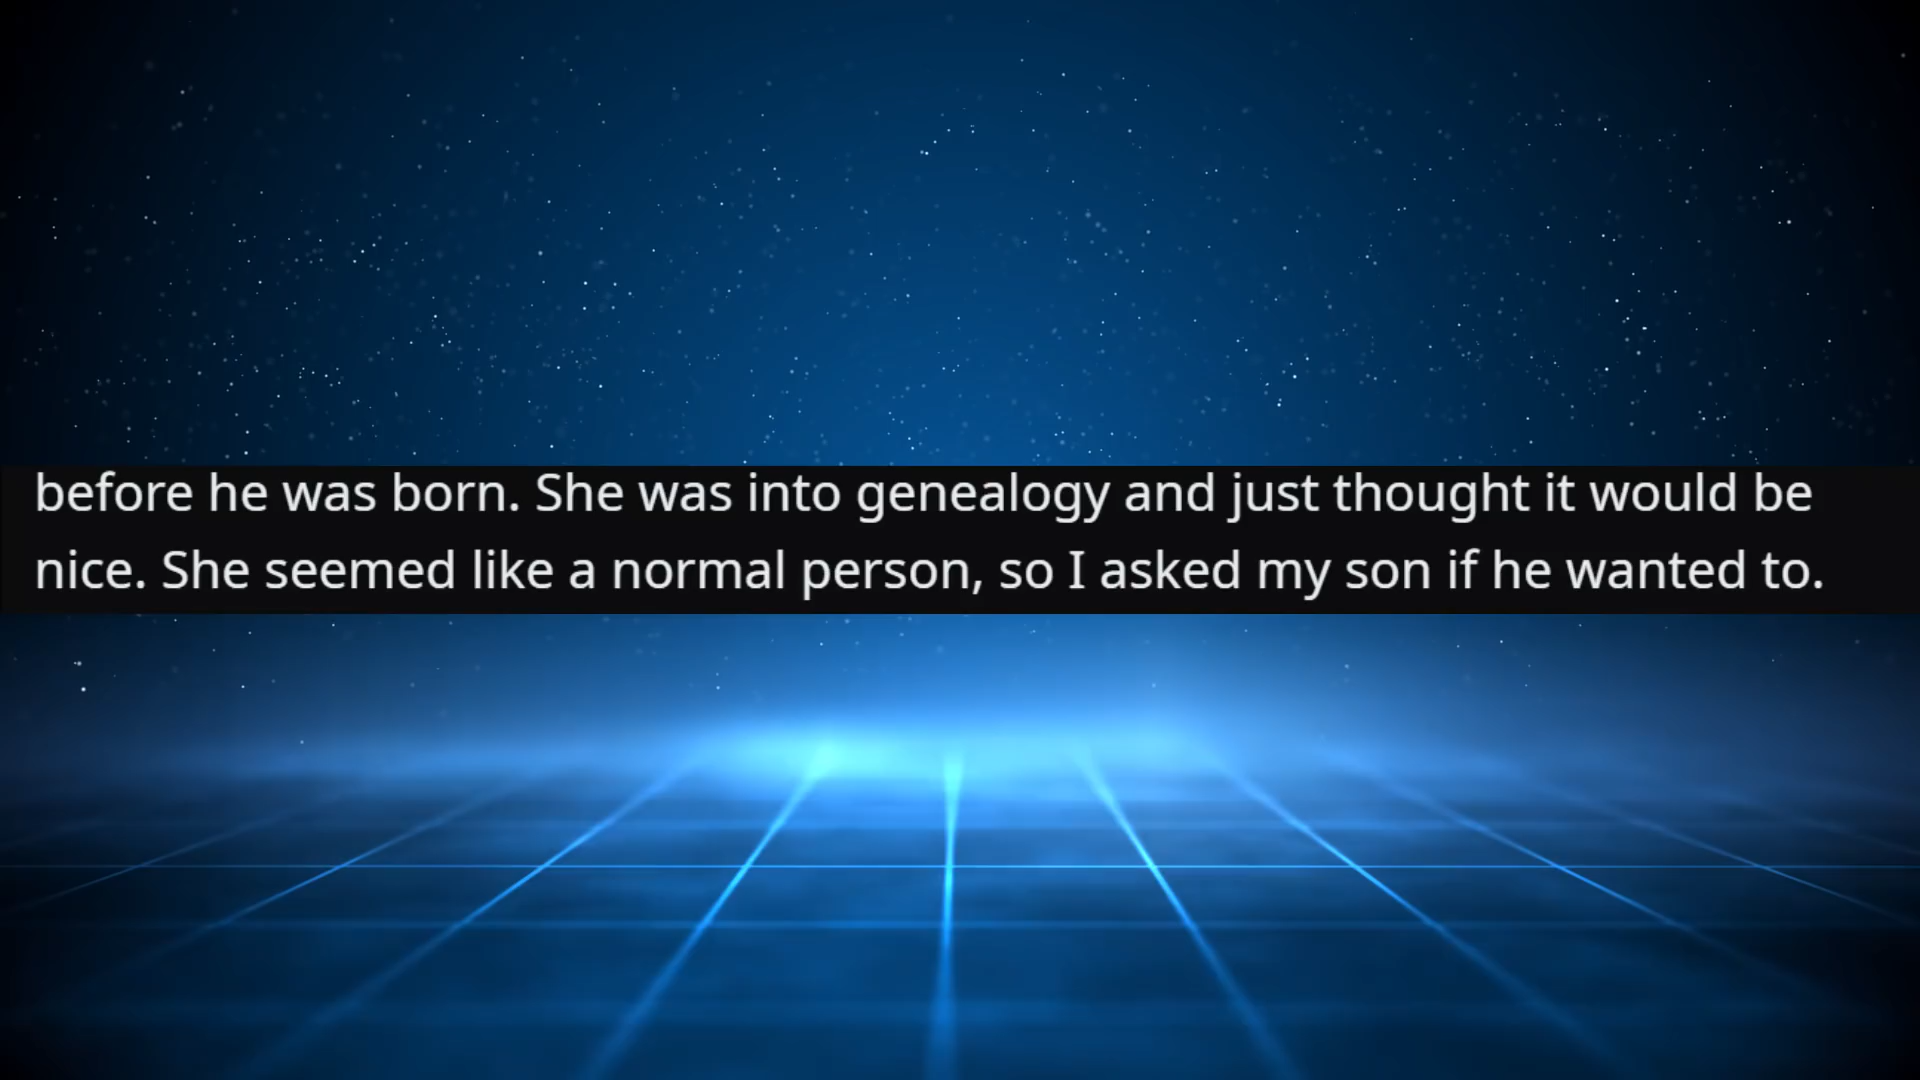 before he was born. She was into genealogy and just thought it would be
nice. She seemed like a normal person, so I asked my son if he wanted to.